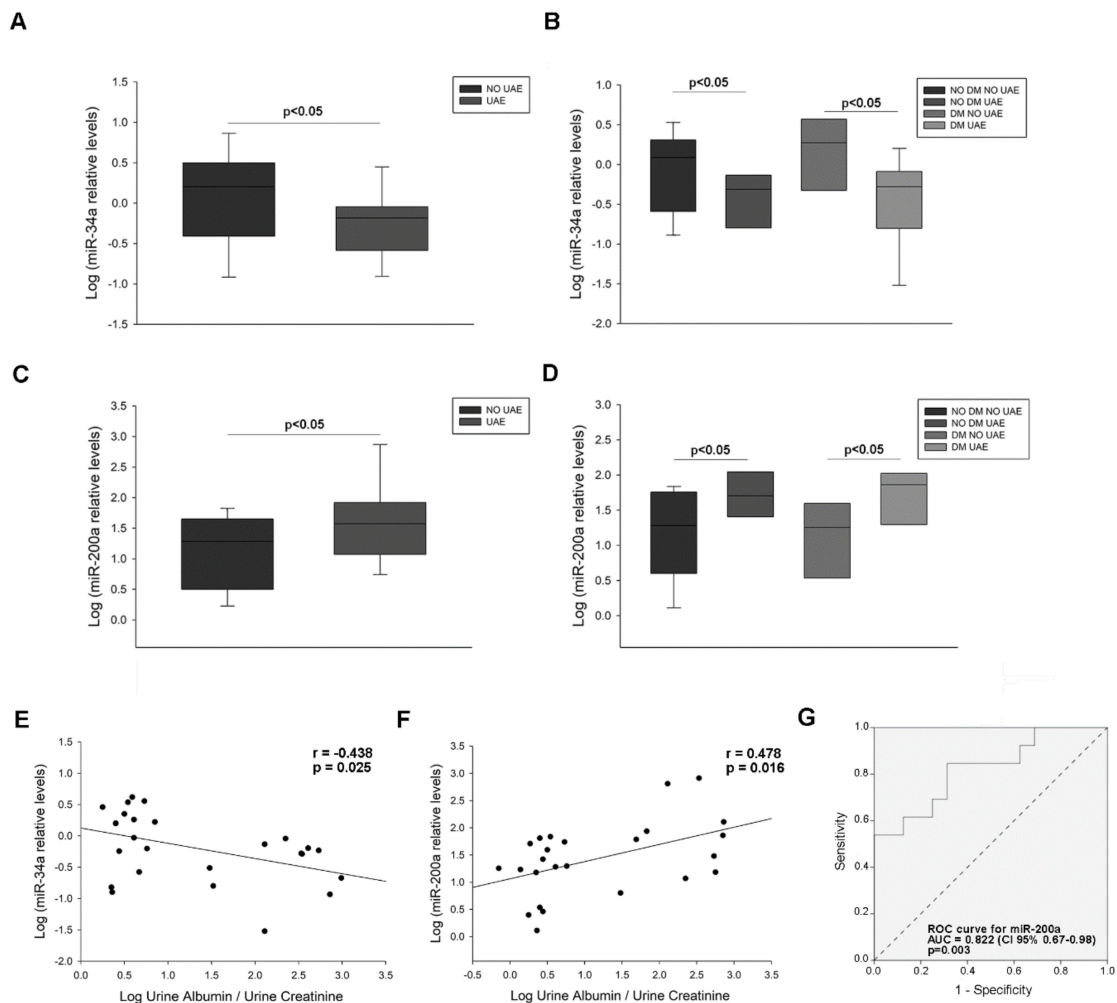 A
Log (miR-34a relative levels)
1.5
1.0
0.5
0.0
-0.5
-1.0
-1.5
p<0.05
NO UAE
UAE
B
Log (miR-34a relative levels)
1.0
0.5
0.0
-0.5
-1.0
-1.5
-2.0
p<0.05
p<0.05
NO DM NO UAE
NO DM UAE
DM NO UAE
DM UAE
C
Log (miR-200a relative levels)
3.5
3.0
2.5
2.0
1.5
1.0
0.5
0.0
p<0.05
NO UAE
UAE
D
Log (miR-200a relative levels)
3.0
2.5
2.0
1.5
1.0
0.5
0.0
p<0.05
p<0.05
NO DM NO UAE
NO DM UAE
DM NO UAE
DM UAE
E
Log (miR-34a relative levels)
1.5
1.0
0.5
0.0
-0.5
-1.0
-1.5
-2.0
r = -0.438
p = 0.025
0.0 0.5 1.0 1.5 2.0 2.5 3.0 3.5
Log Urine Albumin / Urine Creatinine
F
Log (miR-200a relative levels)
3.5
3.0
2.5
2.0
1.5
1.0
0.5
0.0
r = 0.478
p = 0.016
-0.5 0.0 0.5 1.0 1.5 2.0 2.5 3.0 3.5
Log Urine Albumin / Urine Creatinine
G
Sensitivity
1.0
0.8
0.6
0.4
0.2
0.0
ROC curve for miR-200a
AUC = 0.822 (CI 95% 0.67-0.98)
p=0.003
0.0 0.2 0.4 0.6 0.8 1.0
1 - Specificity